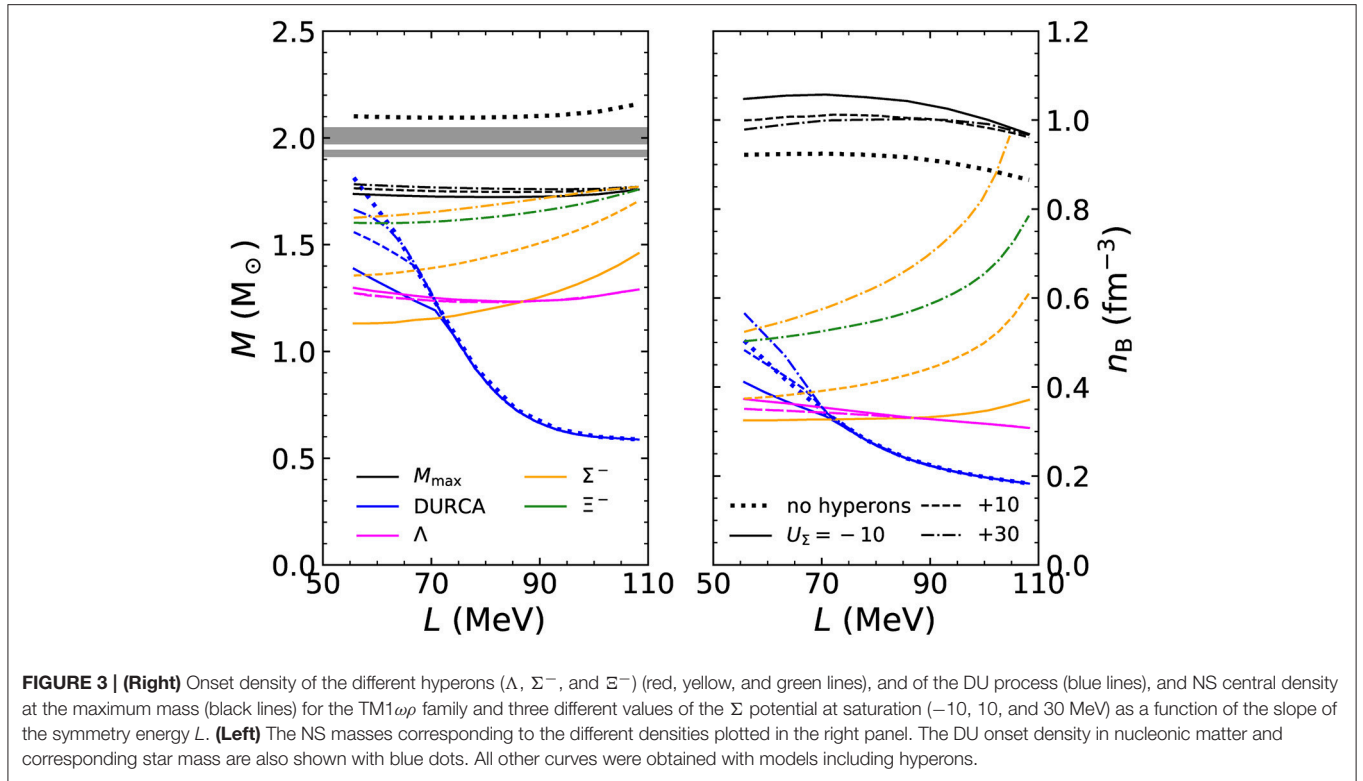 2.5
2.0
1.5
1.0
0.5
0.0
M (M⊙)
50 70 90 110
L (MeV)
M_max
DURCA
Λ
Σ⁻
Ξ⁻
1.2
1.0
0.8
0.6
0.4
0.2
0.0
n_B (fm⁻³)
50 70 90 110
L (MeV)
no hyperons
U_Σ = −10
+10
+30
FIGURE 3 | (Right) Onset density of the different hyperons (Λ, Σ⁻, and Ξ⁻) (red, yellow, and green lines), and of the DU process (blue lines), and NS central density
at the maximum mass (black lines) for the TM1ωρ family and three different values of the Σ potential at saturation (−10, 10, and 30 MeV) as a function of the slope of
the symmetry energy L. (Left) The NS masses corresponding to the different densities plotted in the right panel. The DU onset density in nucleonic matter and
corresponding star mass are also shown with blue dots. All other curves were obtained with models including hyperons.